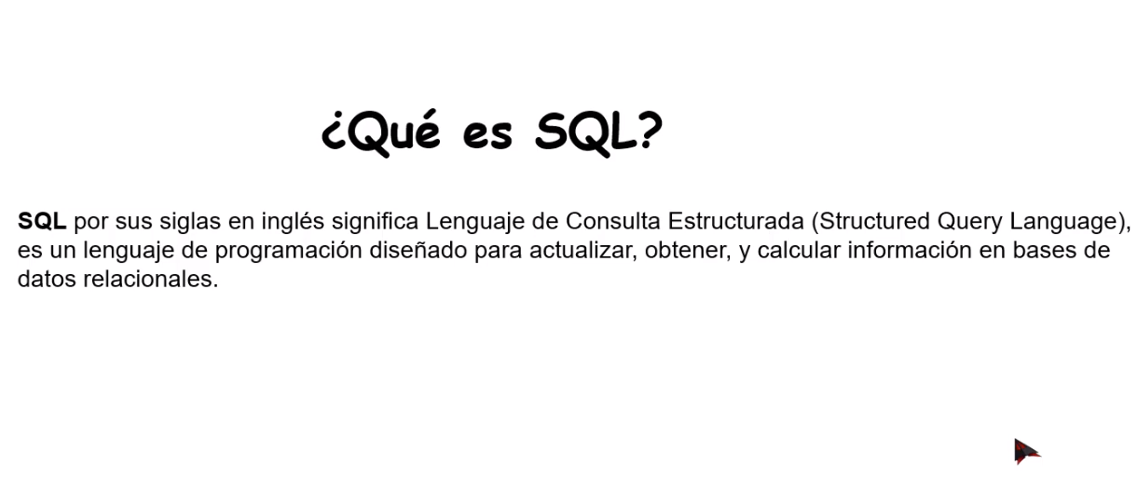 ¿Qué es SQL?
SQL por sus siglas en inglés significa Lenguaje de Consulta Estructurada (Structured Query Language),
es un lenguaje de programación diseñado para actualizar, obtener, y calcular información en bases de
datos relacionales.